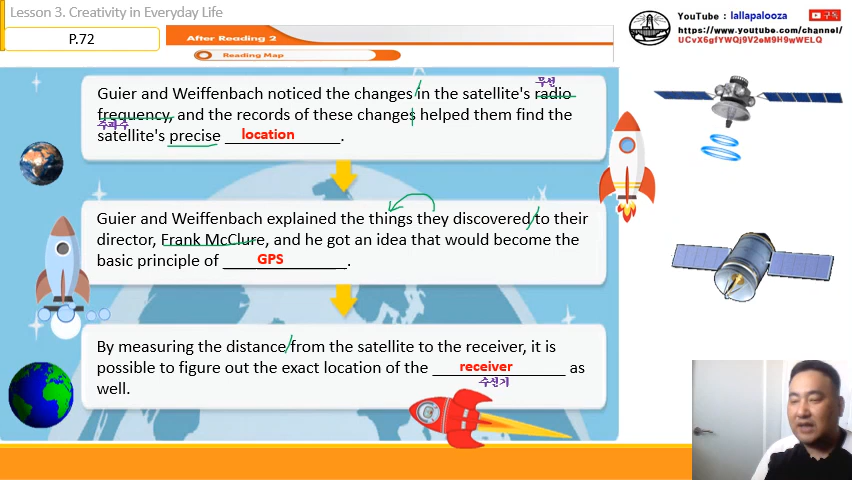 Lesson 3. Creativity in Everyday Life
P.72
After Reading 2
Reading Map
YouTube : lallapalooza
구독
https://www.youtube.com/channel/
UCvX6gfYWQj9V2eM9H9wWELQ
Guier and Weiffenbach noticed the changes in the satellite's radio
무선
frequency, and the records of these changes helped them find the
주파수
satellite's precise location.
Guier and Weiffenbach explained the things they discovered to their
director, Frank McClure, and he got an idea that would become the
basic principle of GPS.
By measuring the distance from the satellite to the receiver, it is
possible to figure out the exact location of the receiver as
수신기
well.